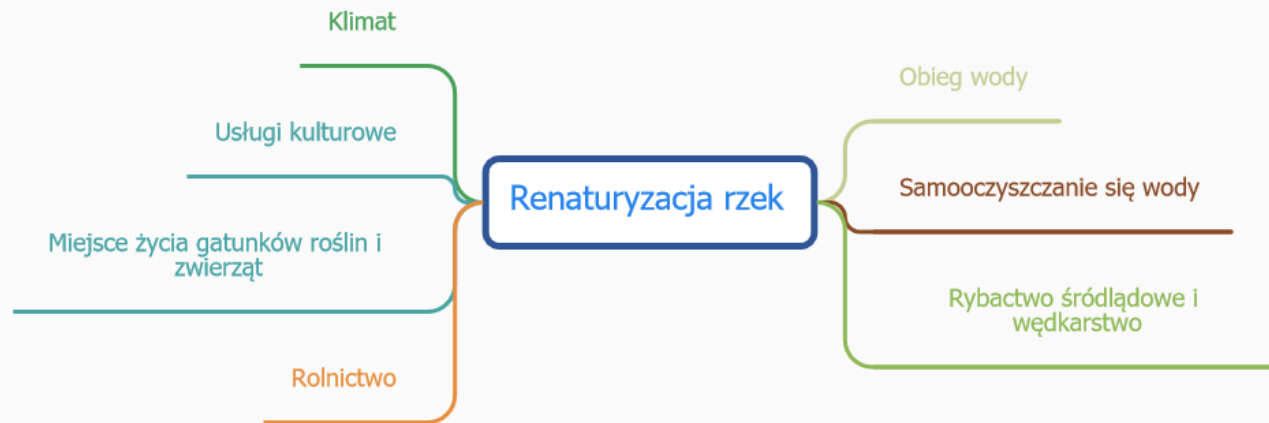 Klimat
Usługi kulturowe
Miejsce życia gatunków roślin i
zwierząt
Rolnictwo
Renaturyzacja rzek
Obieg wody
Samooczyszczanie się wody
Rybactwo śródlądowe i
wędkarstwo